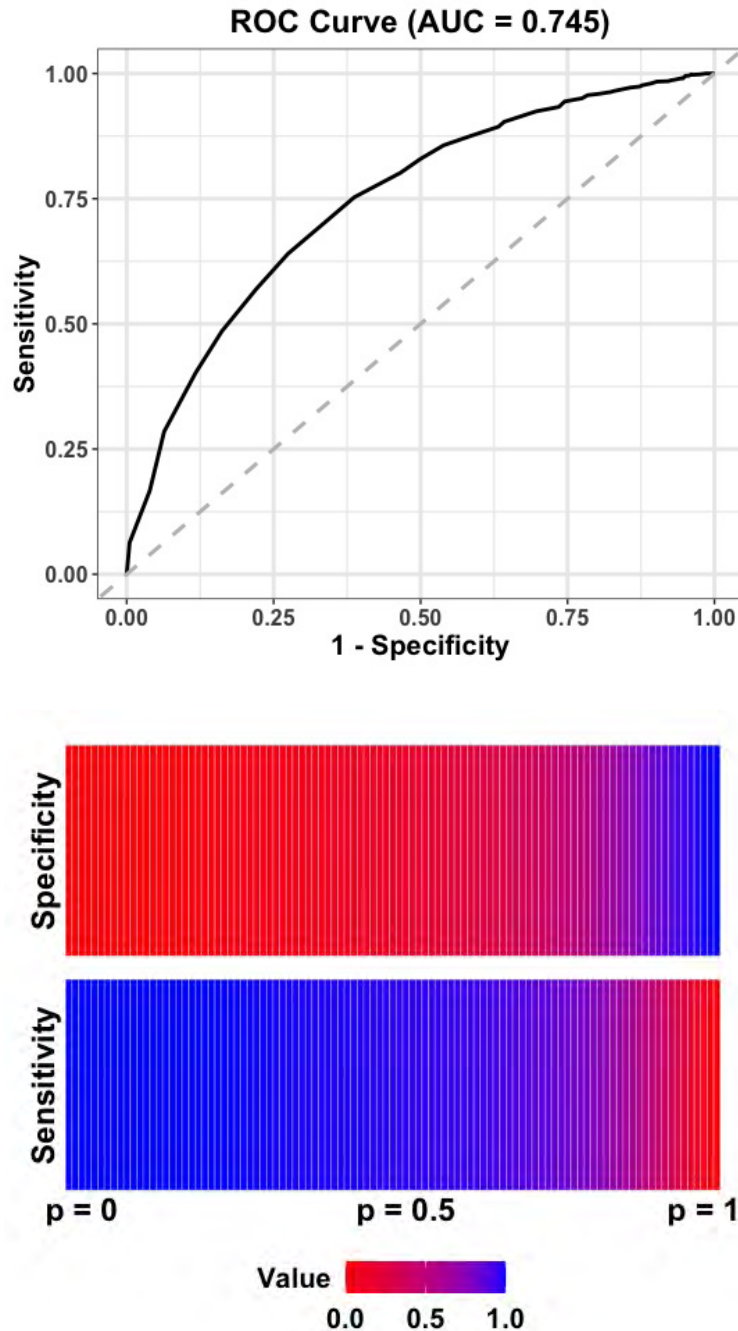 ROC Curve (AUC = 0.745)
1.00
0.75
0.50
0.25
0.00
Sensitivity
0.00 0.25 0.50 0.75 1.00
1 - Specificity
Specificity
Sensitivity
p = 0 p = 0.5 p = 1
Value
0.0 0.5 1.0